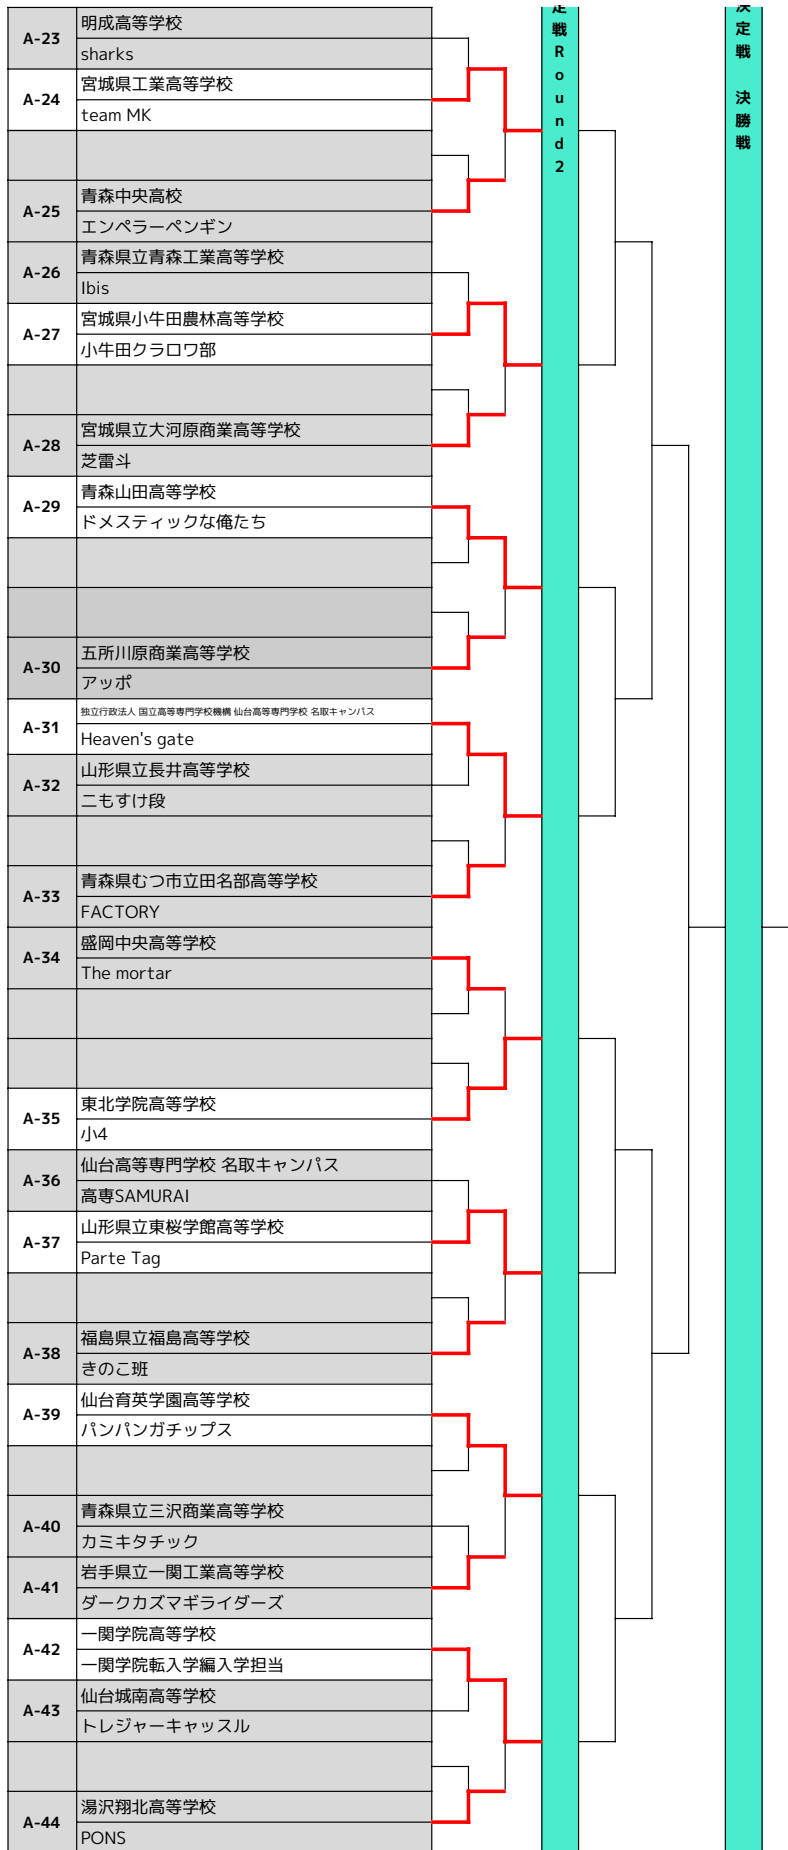 A-23
明成高等学校
sharks
A-24
宮城県工業高等学校
team MK
A-25
青森中央高校
エンペラーペンギン
A-26
青森県立青森工業高等学校
Ibis
A-27
宮城県小牛田農林高等学校
小牛田クラロワ部
A-28
宮城県立大河原商業高等学校
芝雷斗
A-29
青森山田高等学校
ドメスティックな俺たち
A-30
五所川原商業高等学校
アッポ
A-31
独立行政法人 国立高等専門学校機構 仙台高等専門学校 名取キャンパス
Heaven's gate
A-32
山形県立長井高等学校
二もすけ段
A-33
青森県むつ市立田名部高等学校
FACTORY
A-34
盛岡中央高等学校
The mortar
A-35
東北学院高等学校
小4
A-36
仙台高等専門学校 名取キャンパス
高専SAMURAI
A-37
山形県立東桜学館高等学校
Parte Tag
A-38
福島県立福島高等学校
きのこ班
A-39
仙台育英学園高等学校
パンパンガチップス
A-40
青森県立三沢商業高等学校
カミキタチック
A-41
岩手県立一関工業高等学校
ダークカズマギライダーズ
A-42
一関学院高等学校
一関学院転入学編入学担当
A-43
仙台城南高等学校
トレジャーキャッスル
A-44
湯沢翔北高等学校
PONS
定戦Round2
決定戦 決勝戦